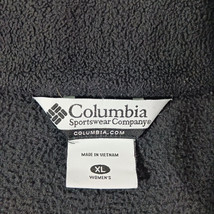 Columbia
Sportswear Company®
COLUMBIA.COM
MADE IN VIETNAM
XL
WOMEN'S